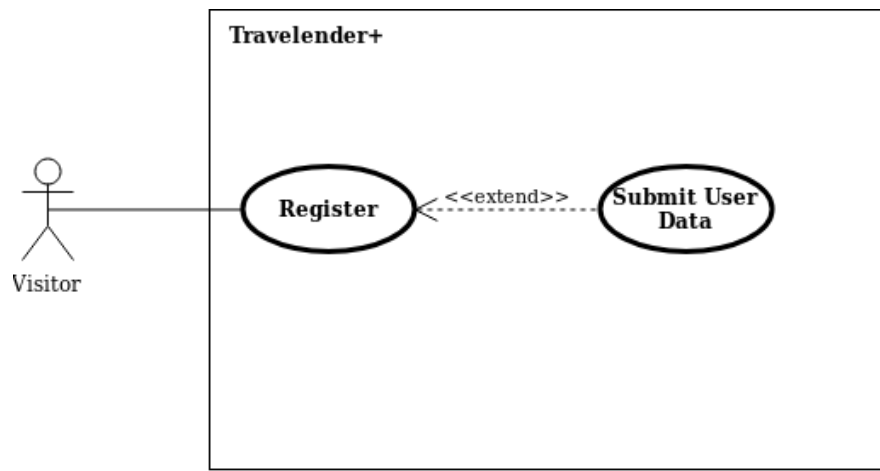 Travelender+
Register
<<extend>>
Submit User
Data
Visitor